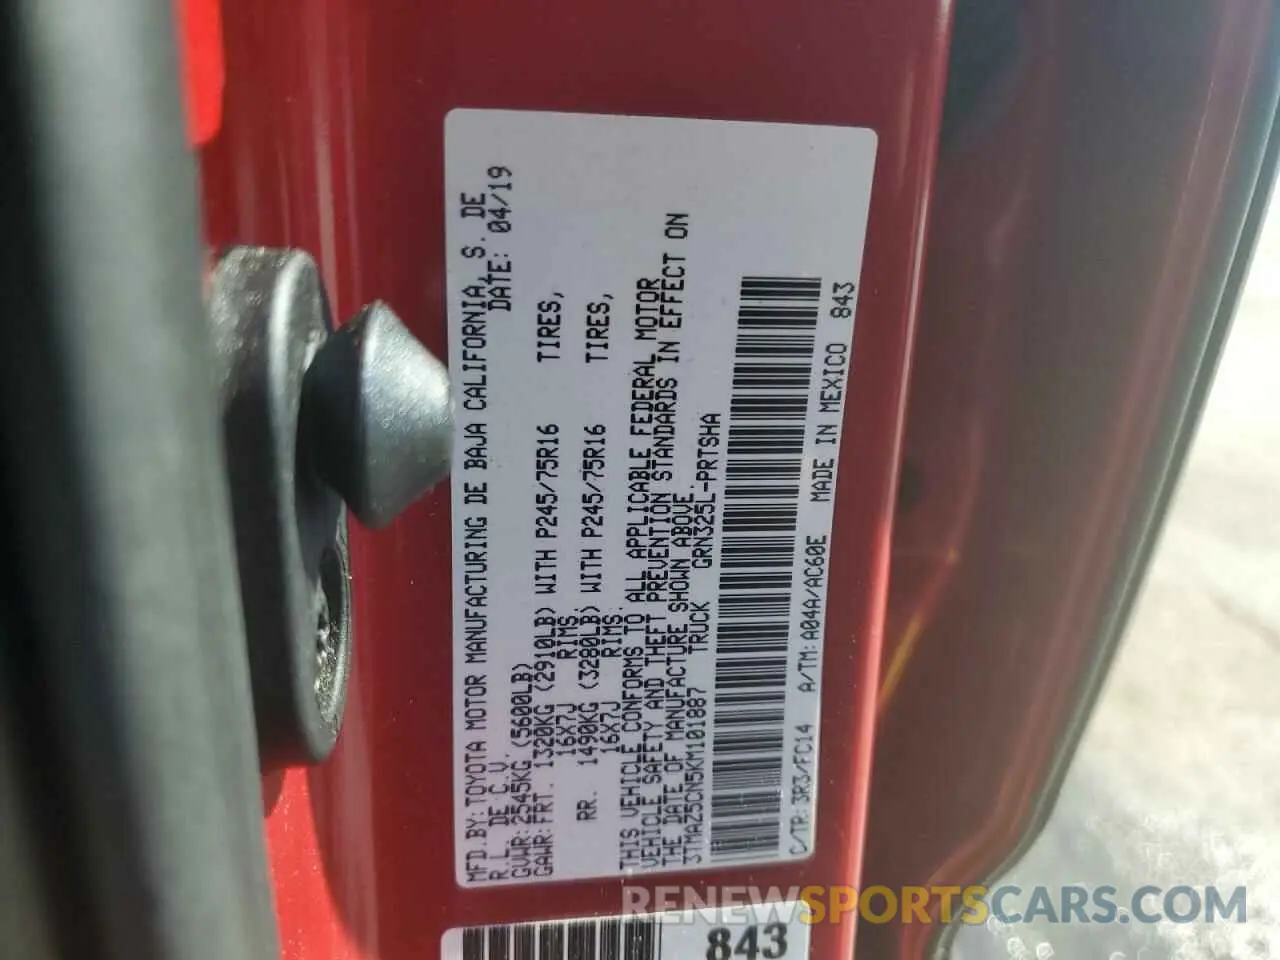 MFD.BY:TOYOTA MOTOR MANUFACTURING DE BAJA CALIFORNIA, S. DE
R.L. DE C.V. DATE: 04/19
GVWR:2545KG (5600LB)
GAWR:FRT. 1320KG (2910LB) WITH P245/75R16 TIRES,
16X7J RIMS.
RR. 1490KG (3280LB) WITH P245/75R16 TIRES,
16X7J RIMS.
THIS VEHICLE CONFORMS TO ALL APPLICABLE FEDERAL MOTOR
VEHICLE SAFETY AND THEFT PREVENTION STANDARDS IN EFFECT ON
THE DATE OF MANUFACTURE SHOWN ABOVE.
3TMAZ5CN5KM101887 TRUCK GRN325L-PRTSHA
C/TR:3R3/FC14 A/TM:A04A/AC60E MADE IN MEXICO 843
843
RENEWSPORTSCARS.COM